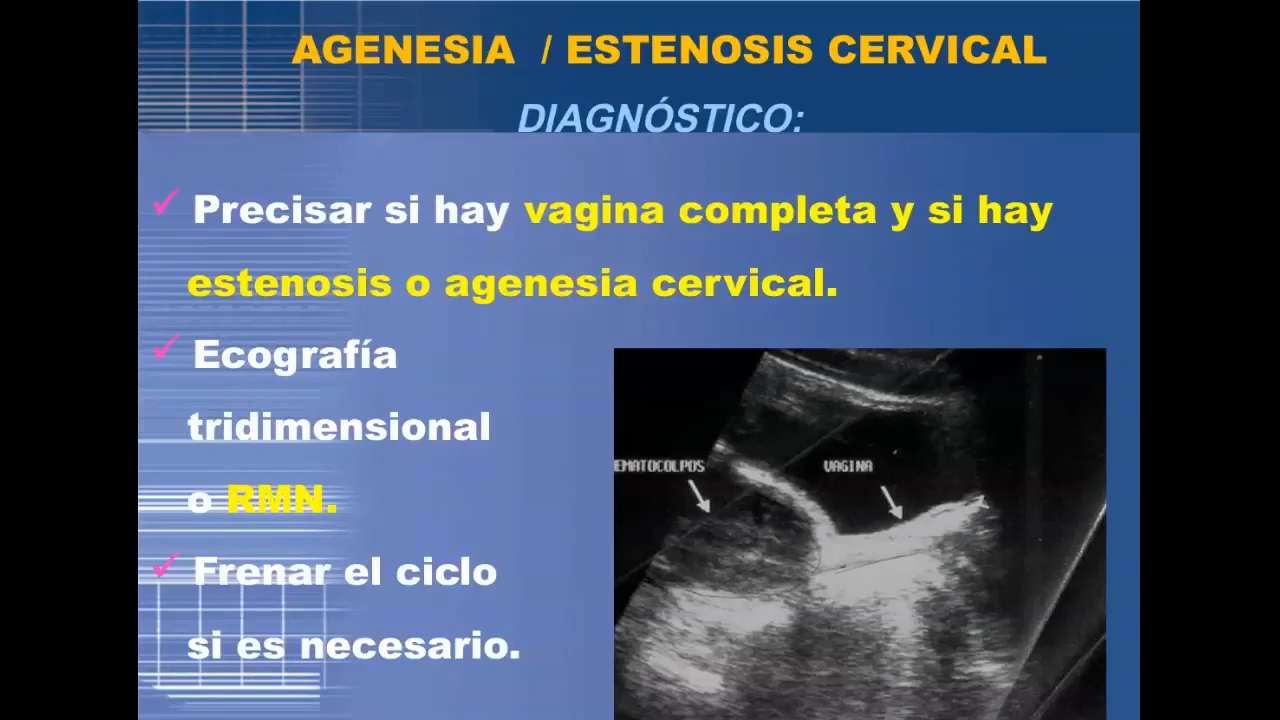 AGENESIA / ESTENOSIS CERVICAL
DIAGNÓSTICO:
Precisar si hay vagina completa y si hay
estenosis o agenesia cervical.
Ecografía
tridimensional
o RMN.
Frenar el ciclo
si es necesario.
EMATOCOLPOS
VAGINA